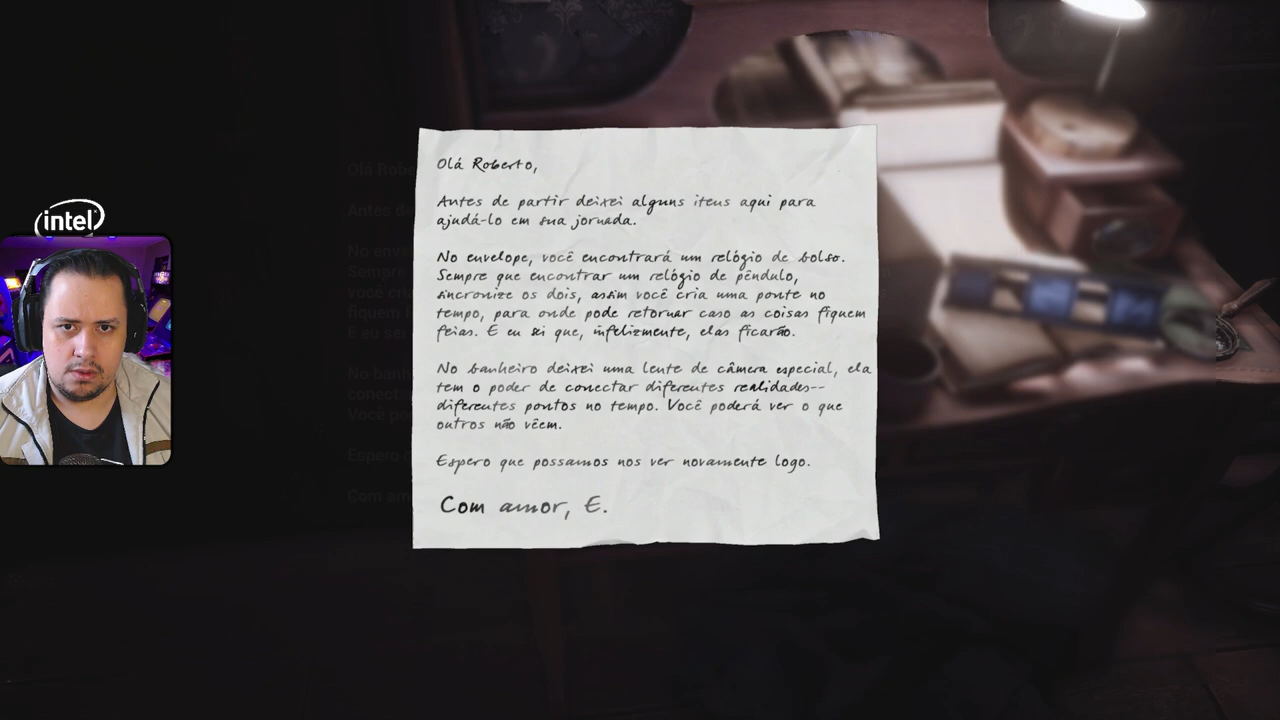 intel
Olá Roberto,
Antes de partir deixei alguns itens aqui para
ajudá-lo em sua jornada.
No envelope, você encontrará um relógio de bolso.
Sempre que encontrar um relógio de pêndulo,
sincronize os dois, assim você cria uma ponte no
tempo, para onde pode retornar caso as coisas fiquem
feias. E eu sei que, infelizmente, elas ficarão.
No banheiro deixei uma lente de câmera especial, ela
tem o poder de conectar diferentes realidades--
diferentes pontos no tempo. Você poderá ver o que
outros não vêem.
Espero que possamos nos ver novamente logo.
Com amor, E.